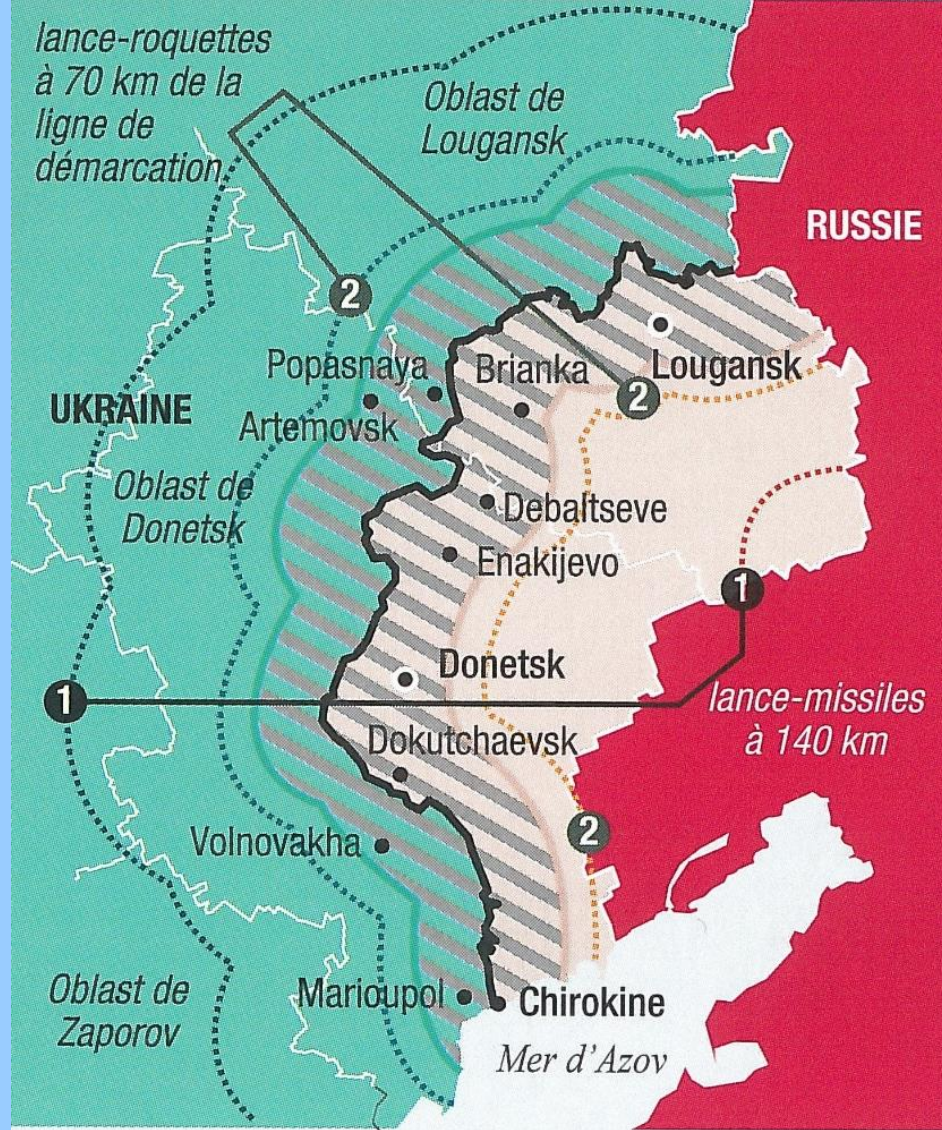 lance-roquettes
à 70 km de la
ligne de
démarcation
Oblast de
Lougansk
RUSSIE
2
Popasnaya
Brianka
Lougansk
2
UKRAINE
Artemovsk
Oblast de
Donetsk
Debaltseve
Enakijevo
1
Donetsk
1
lance-missiles
à 140 km
Dokutchaevsk
Volnovakha
2
Oblast de
Zaporov
Marioupol
Chirokine
Mer d'Azov